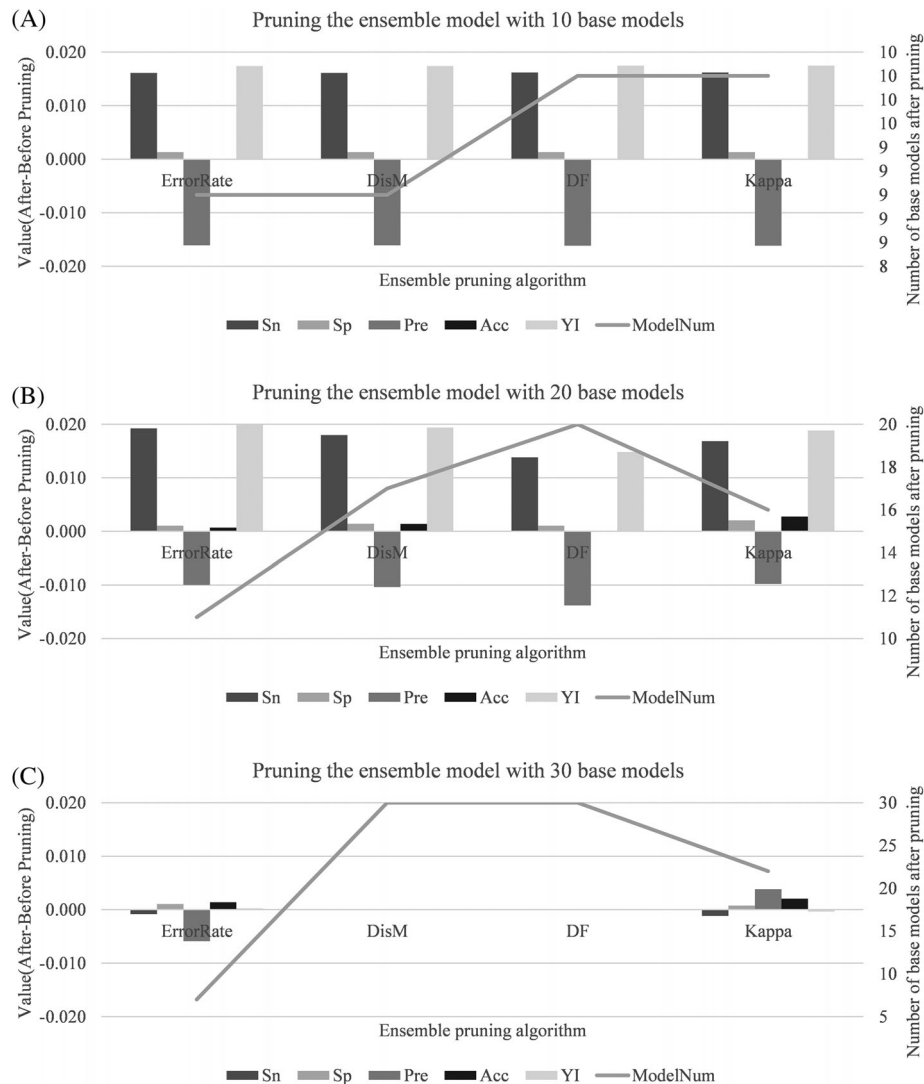 (A)
Pruning the ensemble model with 10 base models
Value(After-Before Pruning)
0.020
0.010
0.000
-0.010
-0.020
ErrorRate DisM DF Kappa
10
10
10
10
9
9
9
9
9
8
Number of base models after pruning
Ensemble pruning algorithm
Sn Sp Pre Acc YI ModelNum
(B)
Pruning the ensemble model with 20 base models
Value(After-Before Pruning)
0.020
0.010
0.000
-0.010
-0.020
ErrorRate DisM DF Kappa
20
18
16
14
12
10
Number of base models after pruning
Ensemble pruning algorithm
Sn Sp Pre Acc YI ModelNum
(C)
Pruning the ensemble model with 30 base models
Value(After-Before Pruning)
0.020
0.010
0.000
-0.010
-0.020
ErrorRate DisM DF Kappa
30
25
20
15
10
5
Number of base models after pruning
Ensemble pruning algorithm
Sn Sp Pre Acc YI ModelNum